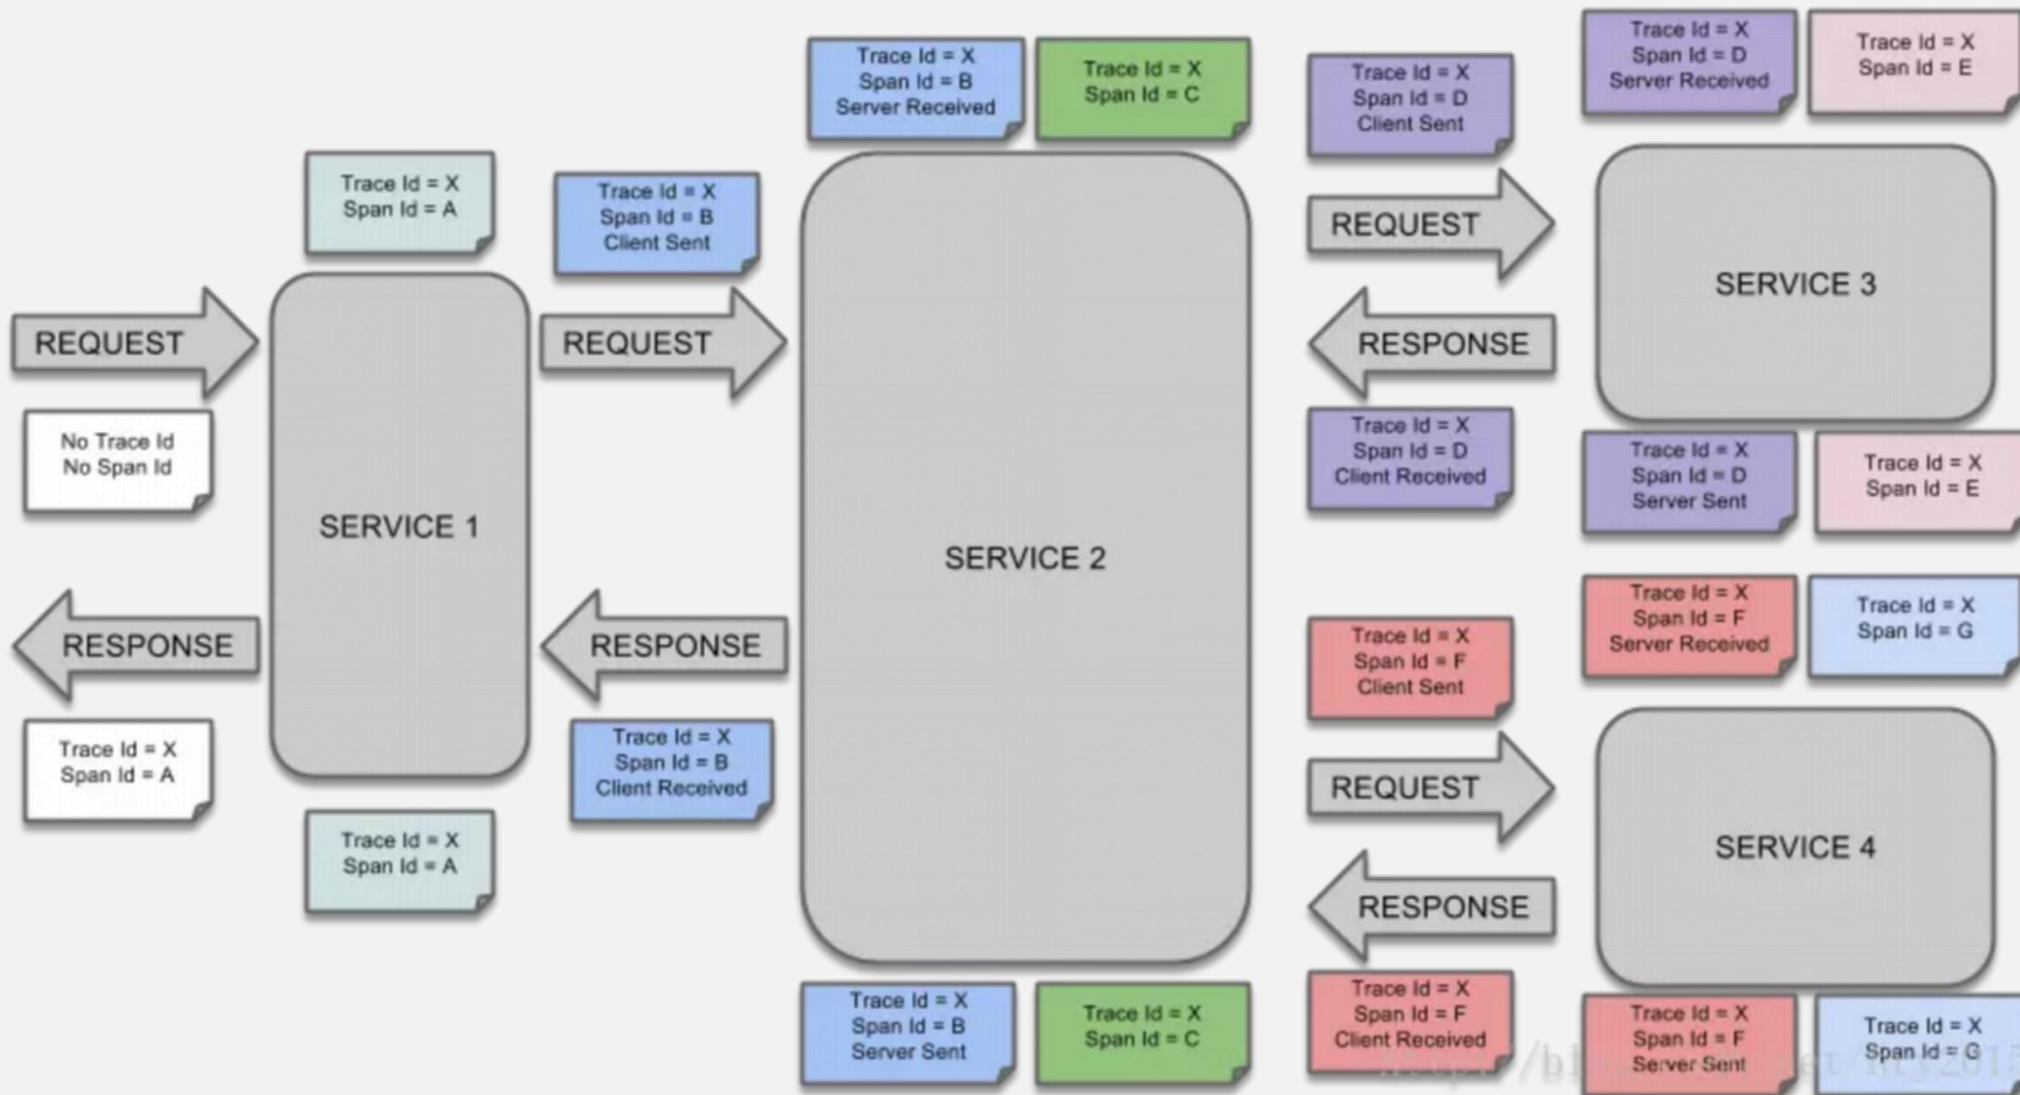 Trace Id = X
Span Id = B
Server Received
Trace Id = X
Span Id = C
Trace Id = X
Span Id = D
Client Sent
Trace Id = X
Span Id = D
Server Received
Trace Id = X
Span Id = E
Trace Id = X
Span Id = A
Trace Id = X
Span Id = B
Client Sent
REQUEST
SERVICE 3
REQUEST
REQUEST
RESPONSE
No Trace Id
No Span Id
Trace Id = X
Span Id = D
Client Received
Trace Id = X
Span Id = D
Server Sent
Trace Id = X
Span Id = E
SERVICE 1
SERVICE 2
Trace Id = X
Span Id = F
Server Received
Trace Id = X
Span Id = G
RESPONSE
RESPONSE
Trace Id = X
Span Id = F
Client Sent
Trace Id = X
Span Id = A
Trace Id = X
Span Id = B
Client Received
REQUEST
SERVICE 4
Trace Id = X
Span Id = A
RESPONSE
Trace Id = X
Span Id = B
Server Sent
Trace Id = X
Span Id = C
Trace Id = X
Span Id = F
Client Received
Trace Id = X
Span Id = F
Server Sent
Trace Id = X
Span Id = G